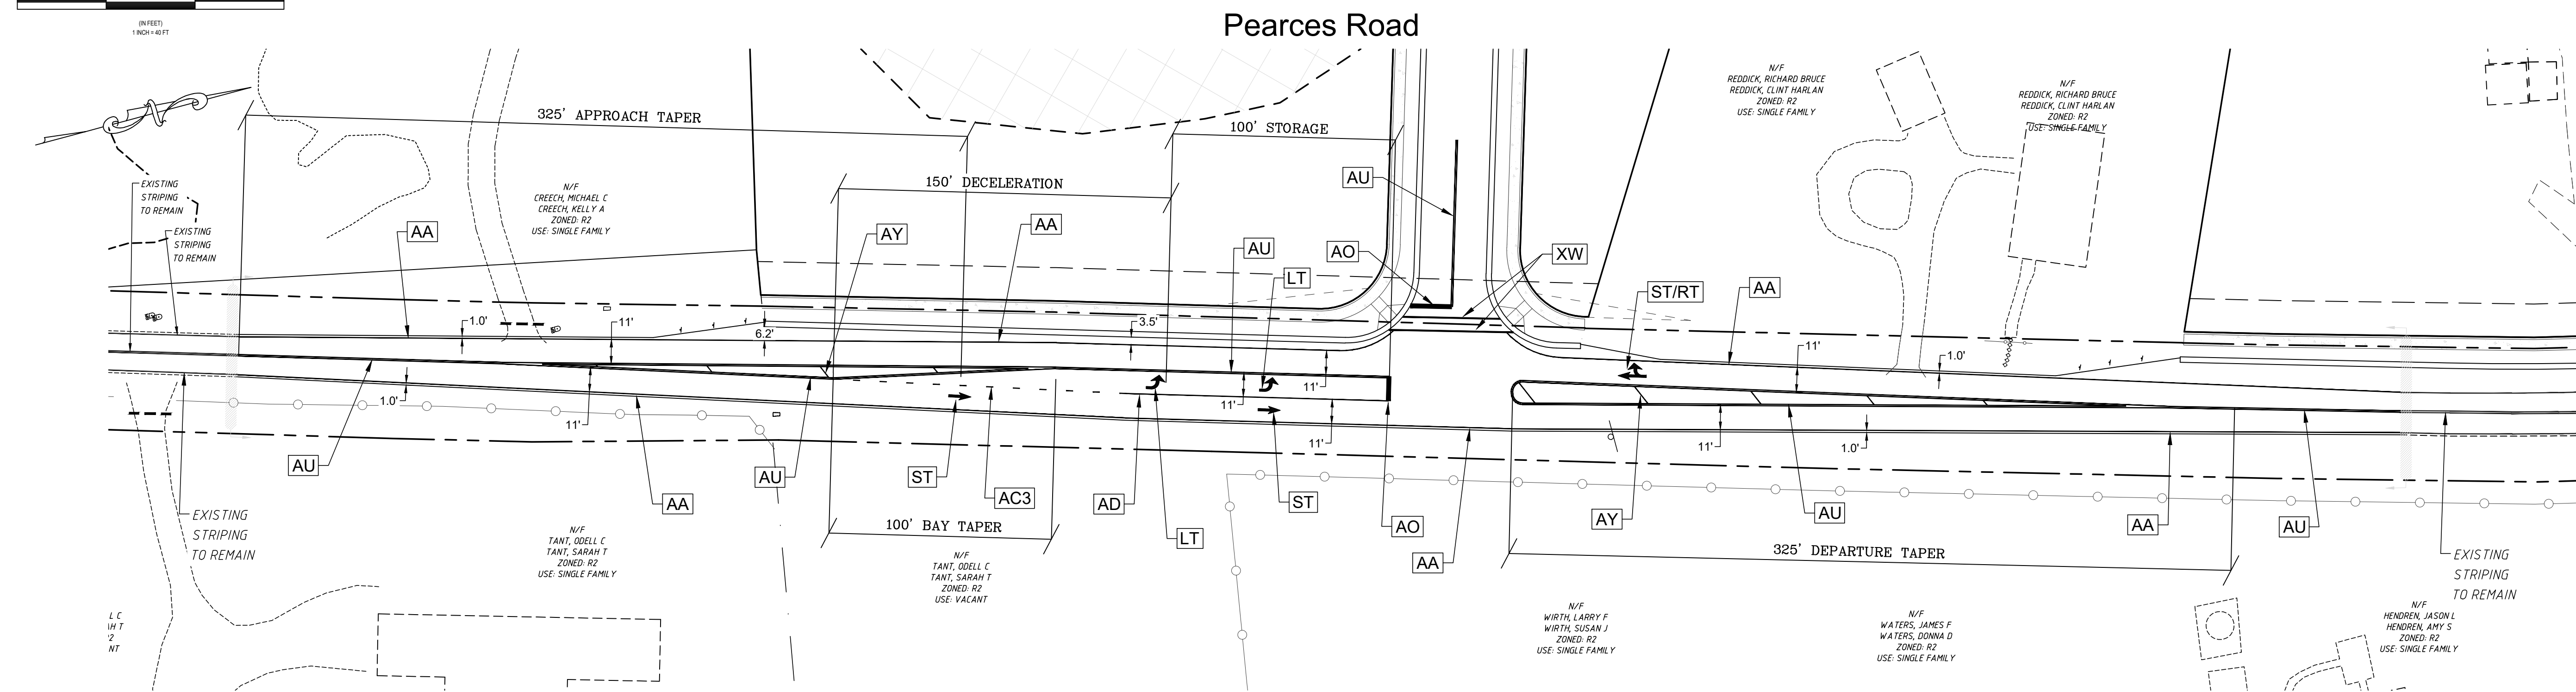 (IN FEET)
1 INCH = 40 FT
Pearces Road
N/F
REDDICK, RICHARD BRUCE
REDDICK, CLINT HARLAN
ZONED: R2
USE: SINGLE FAMILY
N/F
REDDICK, RICHARD BRUCE
REDDICK, CLINT HARLAN
ZONED: R2
USE: SINGLE FAMILY
325' APPROACH TAPER
100' STORAGE
150' DECELERATION
EXISTING
STRIPING
TO REMAIN
EXISTING
STRIPING
TO REMAIN
N/F
CREECH, MICHAEL C
CREECH, KELLY A
ZONED: R2
USE: SINGLE FAMILY
AA
AY
AA
AU
LT
AU
AO
XW
ST/RT
AA
1.0'
11'
6.2'
3.5'
11'
1.0'
1.0'
11'
11'
11'
11'
11'
1.0'
AU
AA
AU
ST
AC3
AD
LT
ST
AO
AA
AY
AU
AA
AU
100' BAY TAPER
325' DEPARTURE TAPER
EXISTING
STRIPING
TO REMAIN
EXISTING
STRIPING
TO REMAIN
N/F
TANT, ODELL C
TANT, SARAH T
ZONED: R2
USE: SINGLE FAMILY
N/F
TANT, ODELL C
TANT, SARAH T
ZONED: R2
USE: VACANT
N/F
WIRTH, LARRY F
WIRTH, SUSAN J
ZONED: R2
USE: SINGLE FAMILY
N/F
WATERS, JAMES F
WATERS, DONNA D
ZONED: R2
USE: SINGLE FAMILY
N/F
HENDREN, JASON L
HENDREN, AMY S
ZONED: R2
USE: SINGLE FAMILY
L C
AH T
R2
NT